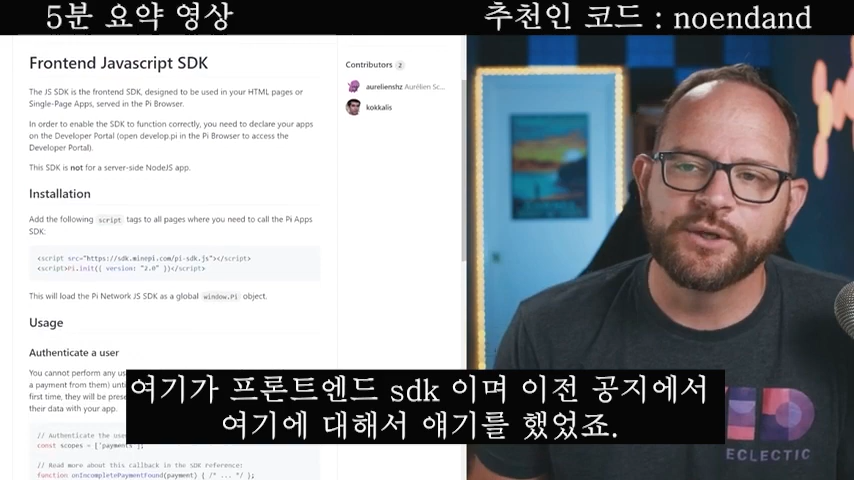 5분 요약 영상
추천인 코드 : noendand
Frontend Javascript SDK
The JS SDK is the frontend SDK, designed to be used in your HTML pages or
Single-Page Apps, served in the Pi Browser.
In order to enable the SDK to function correctly, you need to declare your apps
on the Developer Portal (open develop.pi in the Pi Browser to access the
Developer Portal).
This SDK is not for a server-side NodeJS app.
Installation
Add the following script tags to all pages where you need to call the Pi Apps
SDK:
<script src="https://sdk.minepi.com/pi-sdk.js"></script>
<script>Pi.init({ version: "2.0" })</script>
This will load the Pi Network JS SDK as a global window.Pi object.
Usage
Authenticate a user
You cannot perform any us
a payment from them) unti
first time, they will be prese
their data with your app.
// Authenticate the use
const scopes = ['payments'];
// Read more about this callback in the SDK reference:
function onIncompletePaymentFound(payment) { /* ... */ };
Contributors 2
aurelienshz Aurélien Sc...
kokkalis
ECLECTIC
여기가 프론트엔드 sdk 이며 이전 공지에서
여기에 대해서 얘기를 했었죠.